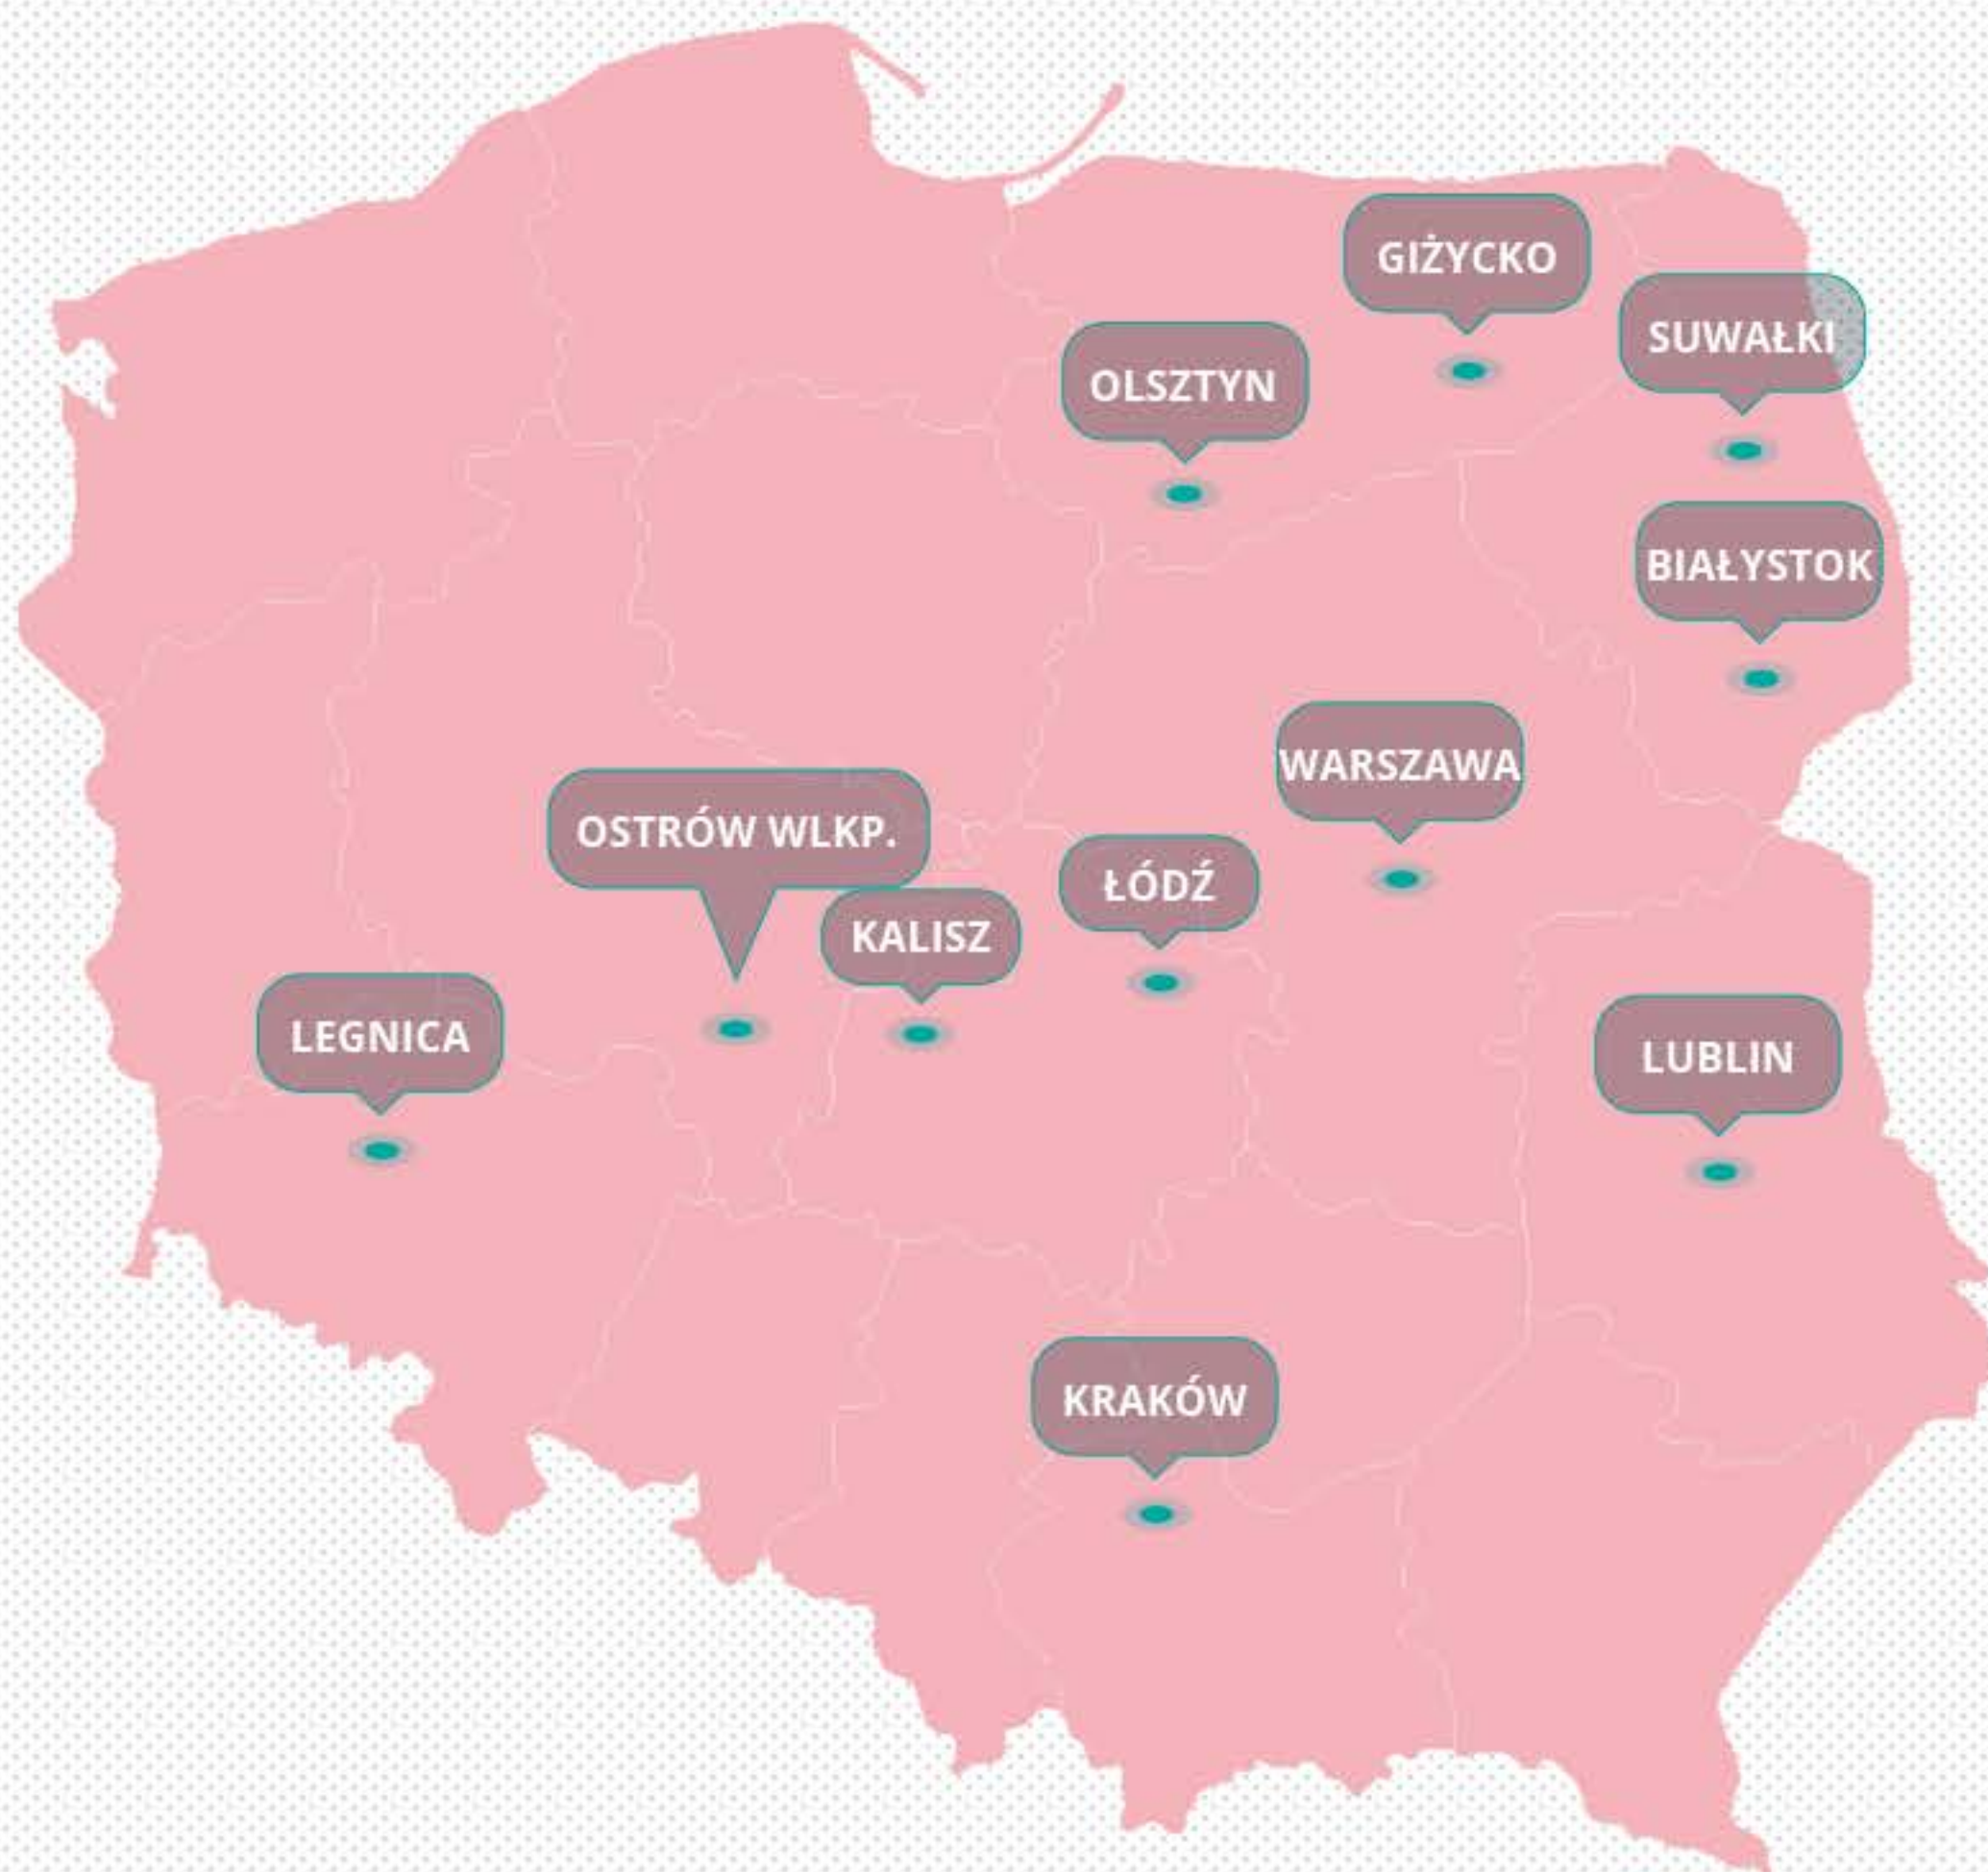 GIŻYCKO
SUWAŁKI
OLSZTYN
BIAŁYSTOK
WARSZAWA
OSTRÓW WLKP.
ŁÓDŹ
KALISZ
LEGNICA
LUBLIN
KRAKÓW